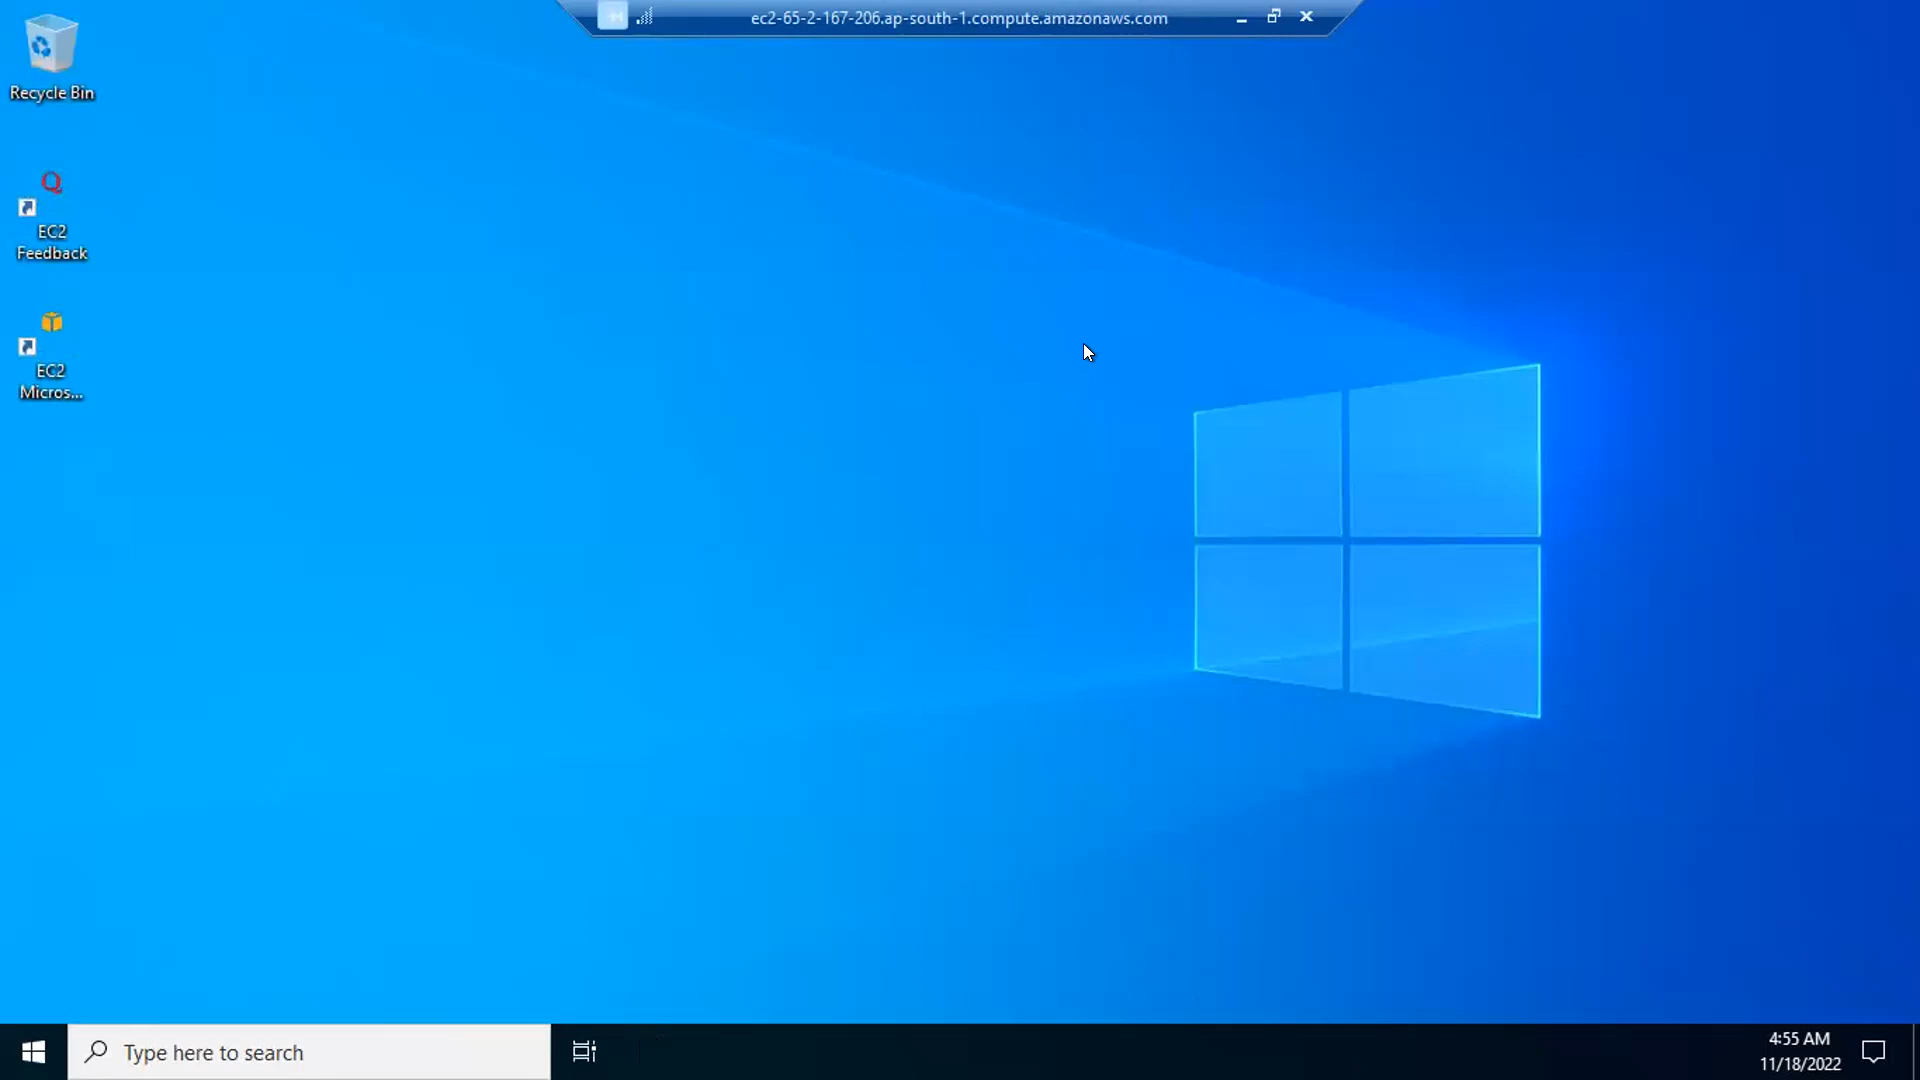 ec2-65-2-167-206.ap-south-1.compute.amazonaws.com
Recycle Bin
EC2
Feedback
EC2
Micros...
Type here to search
4:55 AM
11/18/2022